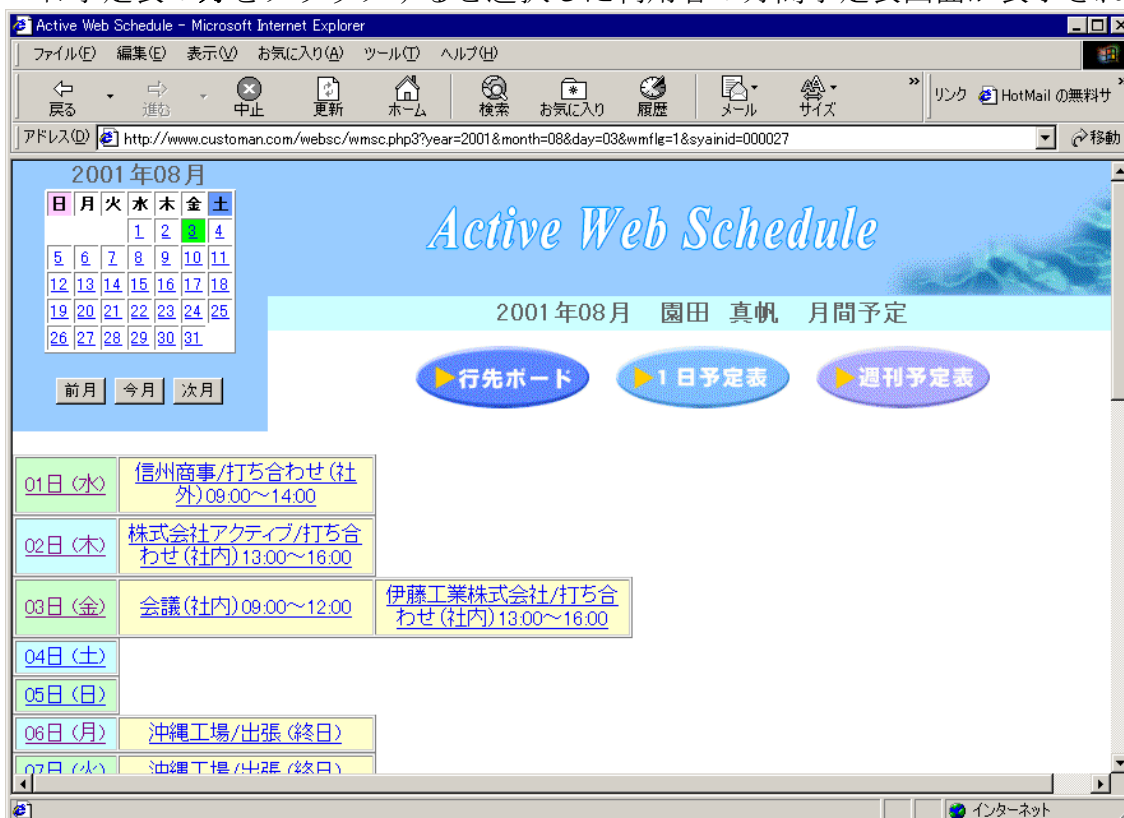 Active Web Schedule - Microsoft Internet Explorer
ファイル(F) 編集(E) 表示(V) お気に入り(A) ツール(T) ヘルプ(H)
戻る 進む 中止 更新 ホーム 検索 お気に入り 履歴 メール サイズ » リンク HotMail の無料サ »
アドレス(D) http://www.customan.com/websc/wmsc.php3?year=2001&month=08&day=03&wmflg=1&syainid=000027 移動
2001年08月
日 月 火 水 木 金 土
1 2 3 4
5 6 7 8 9 10 11
12 13 14 15 16 17 18
19 20 21 22 23 24 25
26 27 28 29 30 31
前月 今月 次月
Active Web Schedule
2001年08月 園田 真帆 月間予定
行先ボード 1日予定表 週刊予定表
01日(水) 信州商事/打ち合わせ(社
外)09:00～14:00
02日(木) 株式会社アクティブ/打ち合
わせ(社内)13:00～16:00
03日(金) 会議(社内)09:00～12:00 伊藤工業株式会社/打ち合
わせ(社内)13:00～16:00
04日(土)
05日(日)
06日(月) 沖縄工場/出張(終日)
07日(火) 沖縄工場/出張(終日)
インターネット